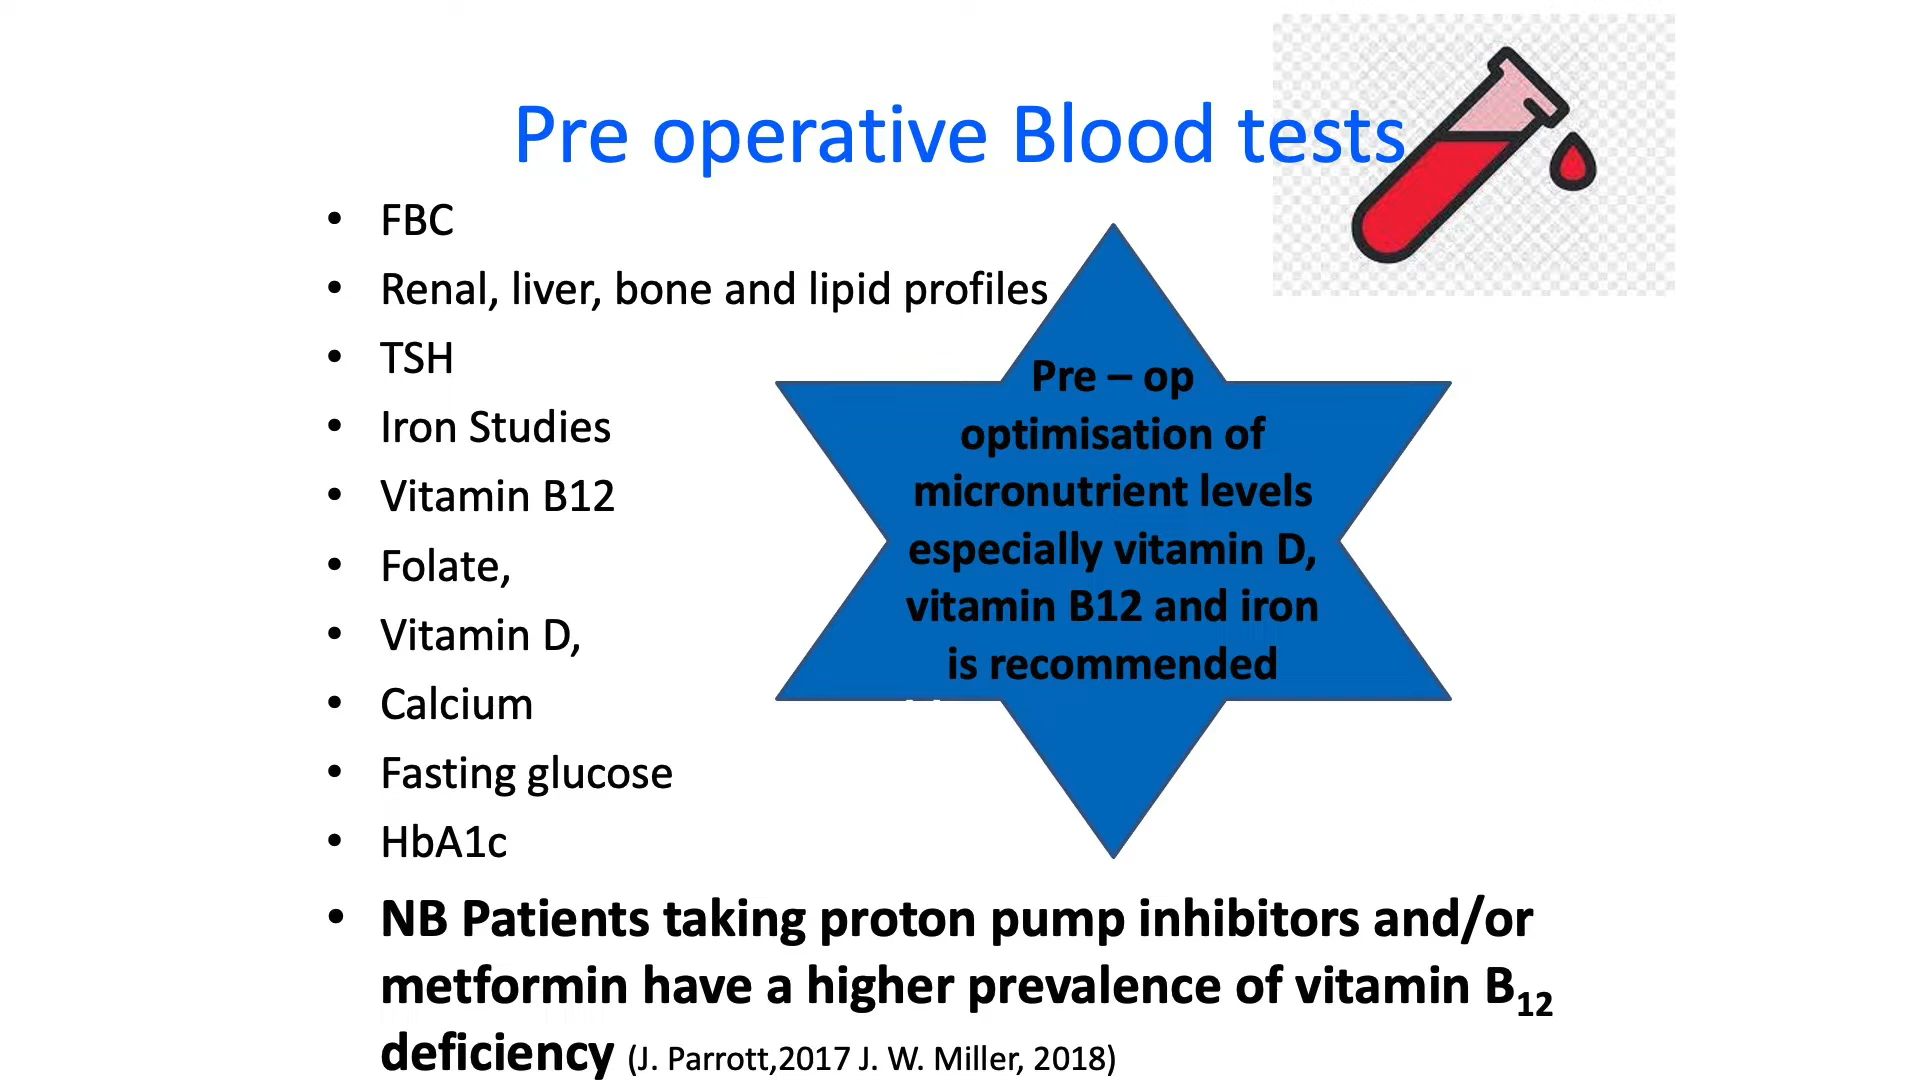 Pre operative Blood tests
• FBC
• Renal, liver, bone and lipid profiles
• TSH
• Iron Studies
• Vitamin B12
• Folate,
• Vitamin D,
• Calcium
• Fasting glucose
• HbA1c
Pre – op
optimisation of
micronutrient levels
especially vitamin D,
vitamin B12 and iron
is recommended
• NB Patients taking proton pump inhibitors and/or
metformin have a higher prevalence of vitamin B₁₂
deficiency (J. Parrott,2017 J. W. Miller, 2018)